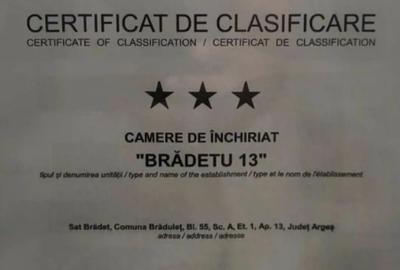 CERTIFICAT DE CLASIFICARE
CERTIFICATE OF CLASSIFICATION / CERTIFICAT DE CLASSIFICATION
CAMERE DE ÎNCHIRIAT
"BRĂDETU 13"
tipul și denumirea unității / type and name of the establishment / type et le nom de l'établissement
Sat Brădet, Comuna Brăduleț, Bl. 55, Sc. A, Et. 1, Ap. 13, Județ Argeș
adresa / address / adresse